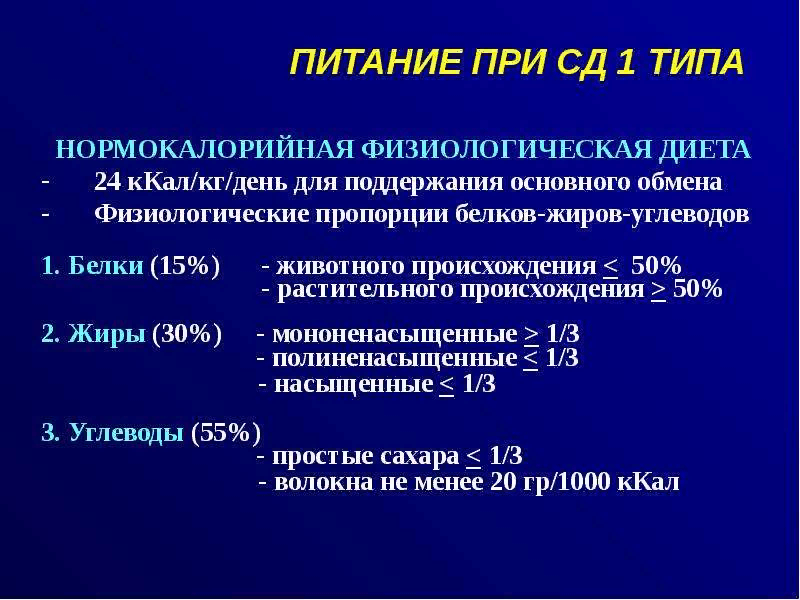 ПИТАНИЕ ПРИ СД 1 ТИПА
НОРМОКАЛОРИЙНАЯ ФИЗИОЛОГИЧЕСКАЯ ДИЕТА
- 24 кКал/кг/день для поддержания основного обмена
- Физиологические пропорции белков-жиров-углеводов
1. Белки (15%) - животного происхождения ≤ 50%
- растительного происхождения ≥ 50%
2. Жиры (30%) - мононенасыщенные ≥ 1/3
- полиненасыщенные ≤ 1/3
- насыщенные ≤ 1/3
3. Углеводы (55%)
- простые сахара ≤ 1/3
- волокна не менее 20 гр/1000 кКал